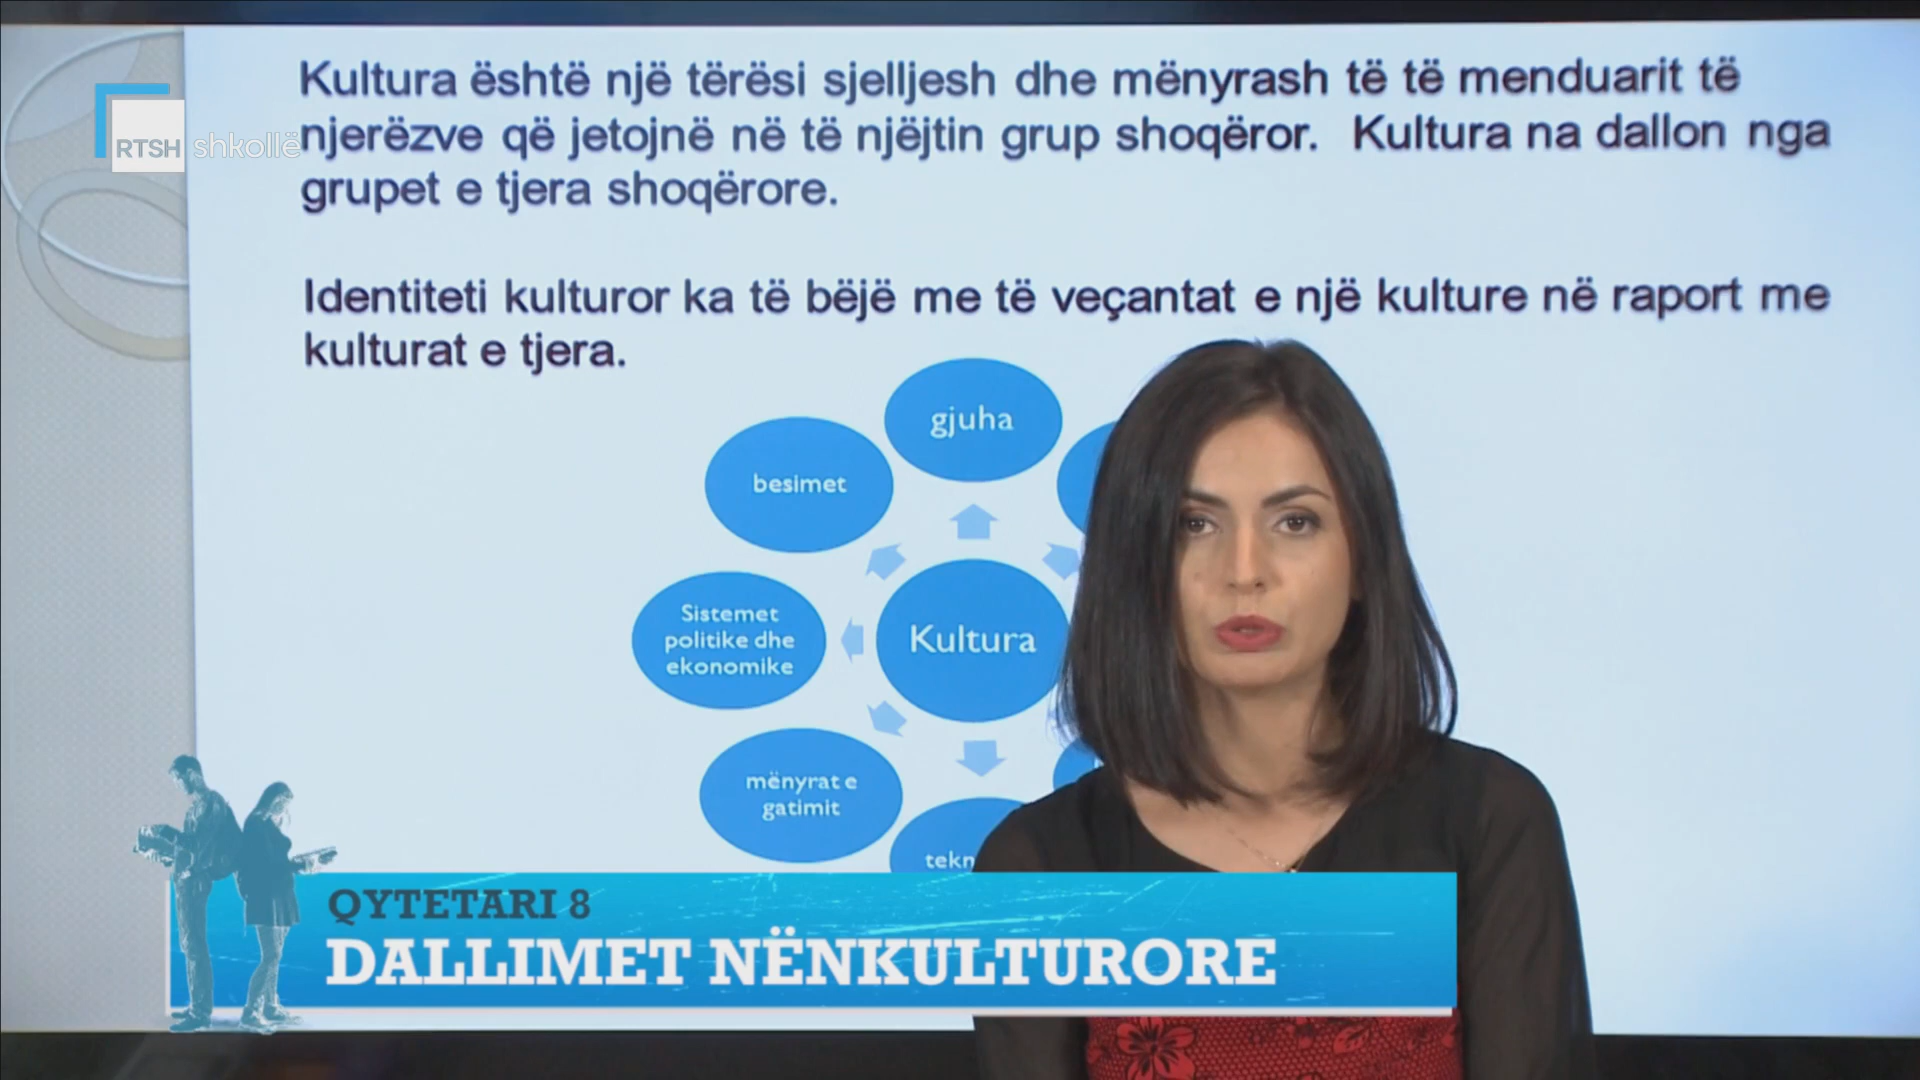 Kultura është një tërësi sjelljesh dhe mënyrash të të menduarit të
njerëzve që jetojnë në të njëjtin grup shoqëror. Kultura na dallon nga
grupet e tjera shoqërore.
RTSH shkollë
Identiteti kulturor ka të bëjë me të veçantat e një kulture në raport me
kulturat e tjera.
gjuha
besimet
Sistemet
politike dhe
ekonomike
Kultura
mënyrat e
gatimit
QYTETARI 8
DALLIMET NËNKULTURORE